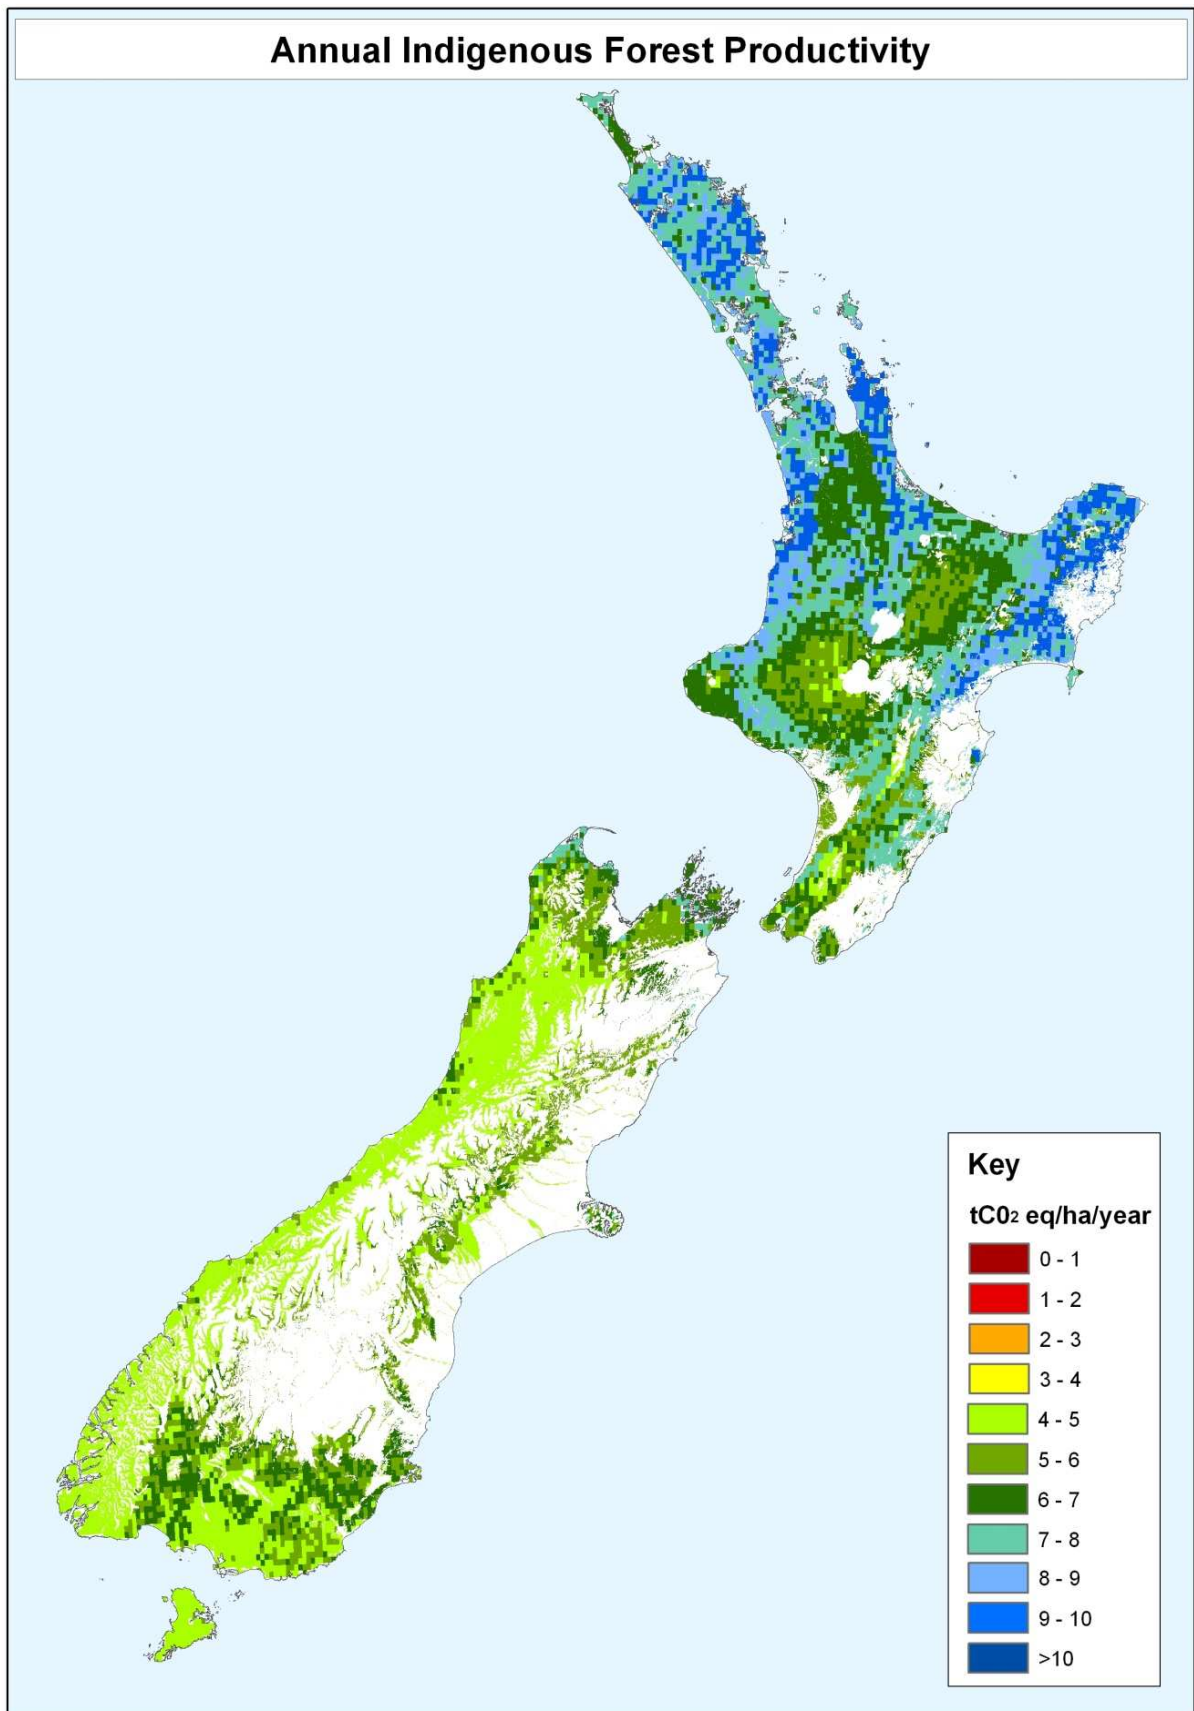 Annual Indigenous Forest Productivity
Key
tC0₂ eq/ha/year
0 - 1
1 - 2
2 - 3
3 - 4
4 - 5
5 - 6
6 - 7
7 - 8
8 - 9
9 - 10
>10